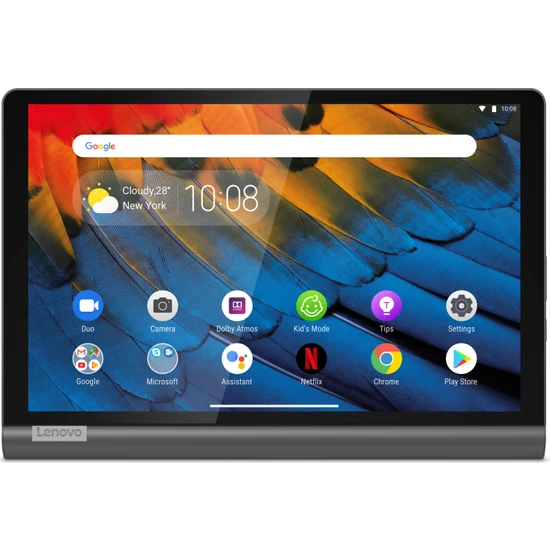 10:08
Google
Cloudy,28°
New York
10:08
Duo
Camera
Dolby Atmos
Kid's Mode
Tips
Settings
Google
Microsoft
Assistant
Netflix
Chrome
Play Store
Lenovo